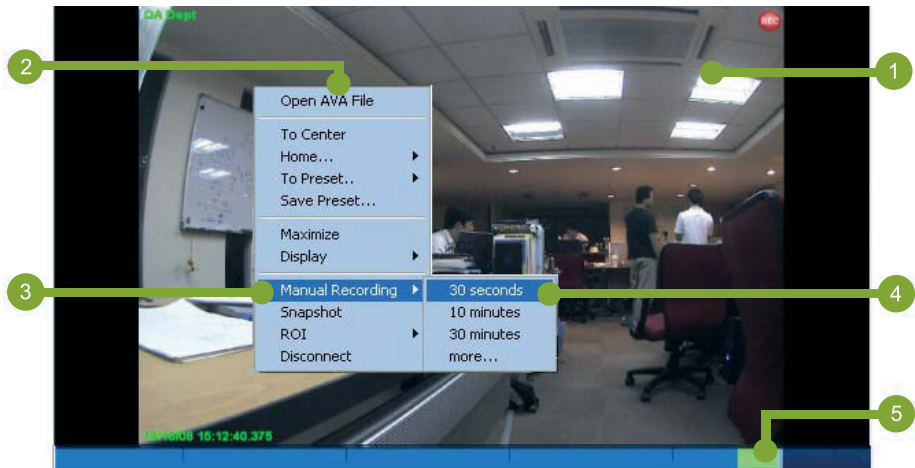 QA Dept
REC
2
1
Open AVA File
To Center
Home...
To Preset..
Save Preset...
Maximize
Display
3
Manual Recording
30 seconds
4
Snapshot
10 minutes
ROI
30 minutes
Disconnect
more...
5
15:12:40.375